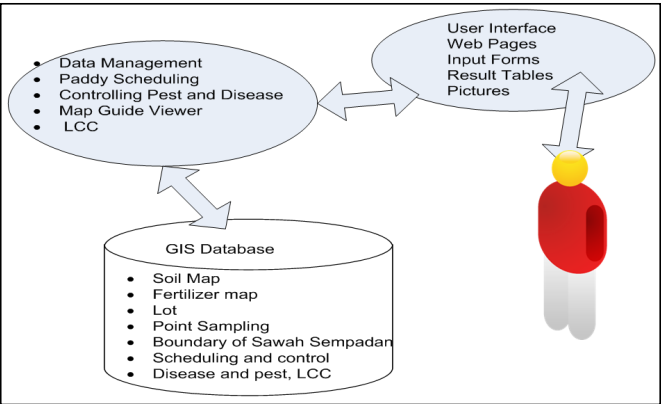 Data Management
Paddy Scheduling
Controlling Pest and Disease
Map Guide Viewer
LCC
User Interface
Web Pages
Input Forms
Result Tables
Pictures
GIS Database
Soil Map
Fertilizer map
Lot
Point Sampling
Boundary of Sawah Sempadan
Scheduling and control
Disease and pest, LCC